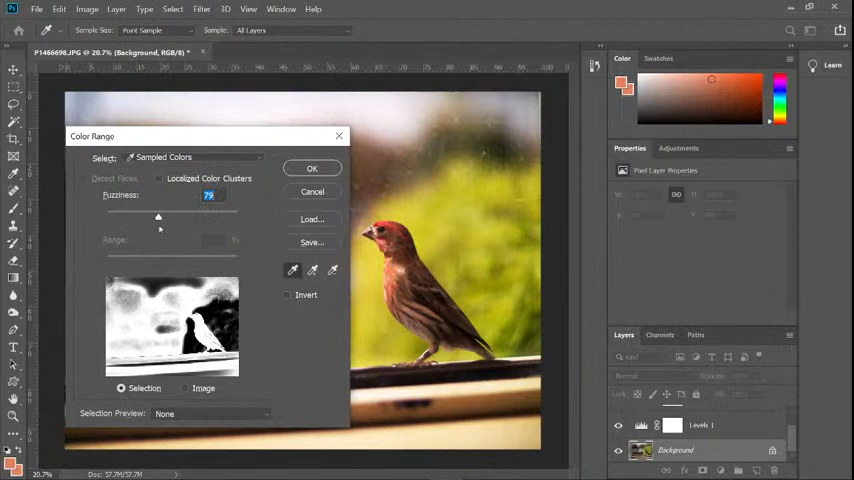 Ps File Edit Image Layer Type Select Filter 3D View Window Help
Sample Size: Point Sample Sample: All Layers
P1466698.JPG @ 20.7% (Background, RGB/8) *
Color Swatches
Learn
Color Range
Select: Sampled Colors
Detect Faces Localized Color Clusters
Fuzziness: 79
Range: %
OK
Cancel
Load...
Save...
Invert
Selection Image
Selection Preview: None
Properties Adjustments
Pixel Layer Properties
W:
H:
X:
Y:
Layers Channels Paths
Kind
Normal Opacity:
Lock: Fill:
Levels 1
Background
20.7% Doc: 57.7M/57.7M